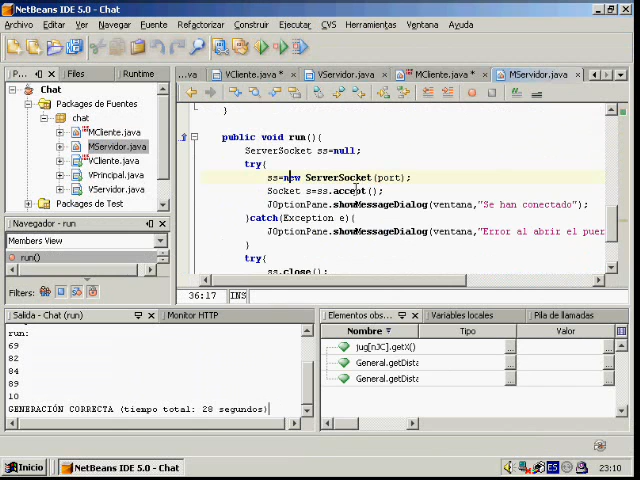 NetBeans IDE 5.0 - Chat
Archivo Editar Ver Navegar Fuente Refactorizar Construir Ejecutar CVS Herramientas Ventana Ayuda
P... Files Runtime
...va VCliente.java * VServidor.java MCliente.java * MServidor.java
Chat
Paquetes de Fuentes
chat
MCliente.java
MServidor.java
VCliente.java
VPrincipal.java
VServidor.java
Paquetes de Test
}
public void run(){
ServerSocket ss=null;
try{
ss=new ServerSocket(port);
Socket s=ss.accept();
JOptionPane.showMessageDialog(ventana,"Se han conectado");
}catch(Exception e){
JOptionPane.showMessageDialog(ventana,"Error al abrir el puer
}
try{
ss.close();
Navegador - run()
Members View
run()
Filters:
36:17 INS
Salida - Chat (run) Monitor HTTP
run:
69
82
84
89
10
GENERACIÓN CORRECTA (tiempo total: 28 segundos)
Elementos obs... Variables locales Pila de llamadas
Nombre Tipo Valor
jug[nJC].getX() ... ...
General.getDista ... ...
General.getDista ... ...
Inicio NetBeans IDE 5.0 - Chat ES 23:10